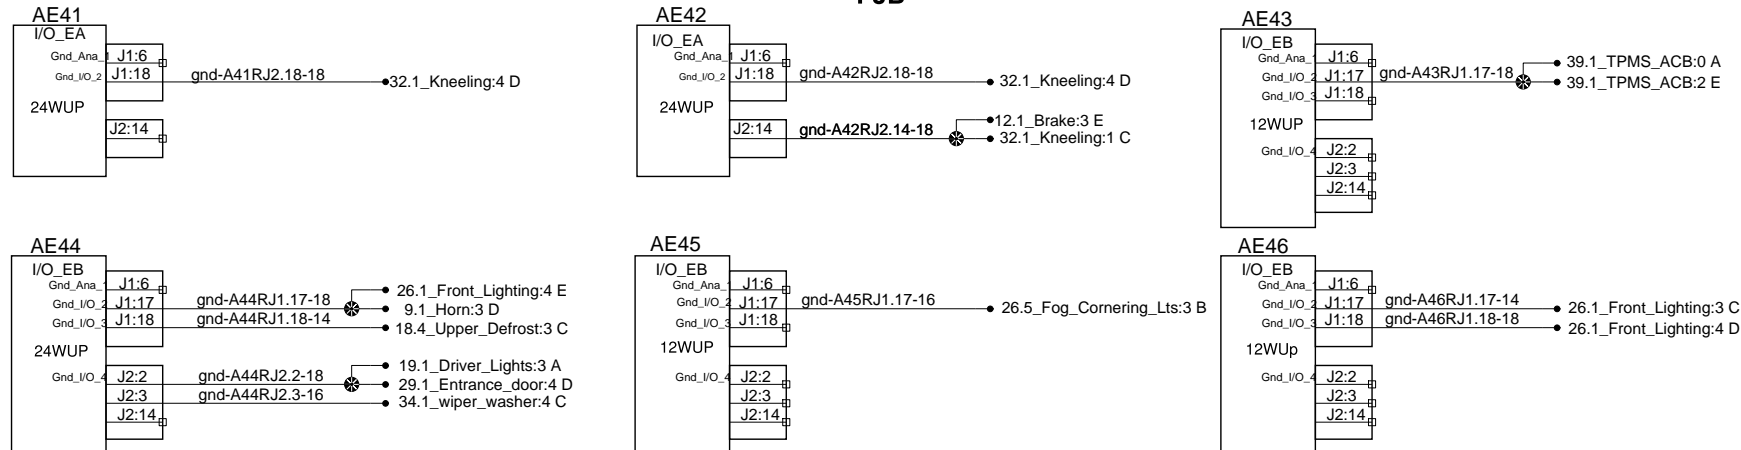 AE41
I/O_EA
Gnd_Ana_1 J1:6
Gnd_I/O_2 J1:18 gnd-A41RJ2.18-18 32.1_Kneeling:4 D
24WUP
J2:14
AE42
I/O_EA
Gnd_Ana_1 J1:6
Gnd_I/O_2 J1:18 gnd-A42RJ2.18-18 32.1_Kneeling:4 D
24WUP
12.1_Brake:3 E
J2:14 gnd-A42RJ2.14-18 32.1_Kneeling:1 C
AE43
I/O_EB
Gnd_Ana_1 J1:6 39.1_TPMS_ACB:0 A
Gnd_I/O_2 J1:17 gnd-A43RJ1.17-18 39.1_TPMS_ACB:2 E
Gnd_I/O_3 J1:18
12WUP
Gnd_I/O_4 J2:2
J2:3
J2:14
AE44
I/O_EB
Gnd_Ana_1 J1:6 26.1_Front_Lighting:4 E
Gnd_I/O_2 J1:17 gnd-A44RJ1.17-18 9.1_Horn:3 D
Gnd_I/O_3 J1:18 gnd-A44RJ1.18-14 18.4_Upper_Defrost:3 C
24WUP
19.1_Driver_Lights:3 A
Gnd_I/O_4 J2:2 gnd-A44RJ2.2-18 29.1_Entrance_door:4 D
J2:3 gnd-A44RJ2.3-16 34.1_wiper_washer:4 C
J2:14
AE45
I/O_EB
Gnd_Ana_1 J1:6
Gnd_I/O_2 J1:17 gnd-A45RJ1.17-16 26.5_Fog_Cornering_Lts:3 B
Gnd_I/O_3 J1:18
12WUP
Gnd_I/O_4 J2:2
J2:3
J2:14
AE46
I/O_EB
Gnd_Ana_1 J1:6
Gnd_I/O_2 J1:17 gnd-A46RJ1.17-14 26.1_Front_Lighting:3 C
Gnd_I/O_3 J1:18 gnd-A46RJ1.18-18 26.1_Front_Lighting:4 D
12WUp
Gnd_I/O_4 J2:2
J2:3
J2:14